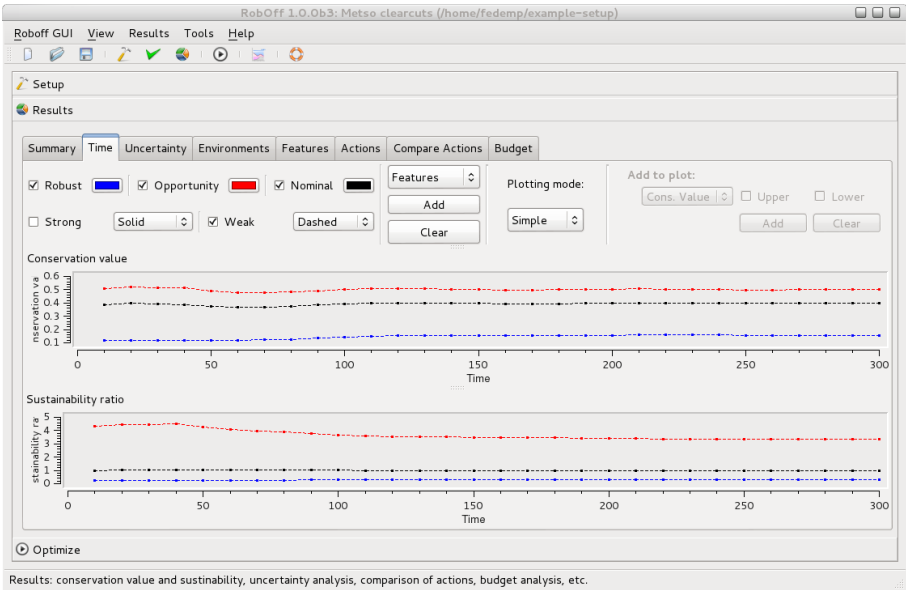 RobOff 1.0.0b3: Metso clearcuts (/home/fedemp/example-setup)
Roboff GUI View Results Tools Help
Setup
Results
Summary Time Uncertainty Environments Features Actions Compare Actions Budget
Robust Opportunity Nominal Features Plotting mode: Add to plot:
Cons. Value Upper Lower
Add
Strong Solid Weak Dashed Simple Add Clear
Clear
Conservation value
nservation va
0.6
0.5
0.4
0.3
0.2
0.1
0 50 100 150 200 250 300
Time
Sustainability ratio
stainability ra
5
4
3
2
1
0
0 50 100 150 200 250 300
Time
Optimize
Results: conservation value and sustinability, uncertainty analysis, comparison of actions, budget analysis, etc.